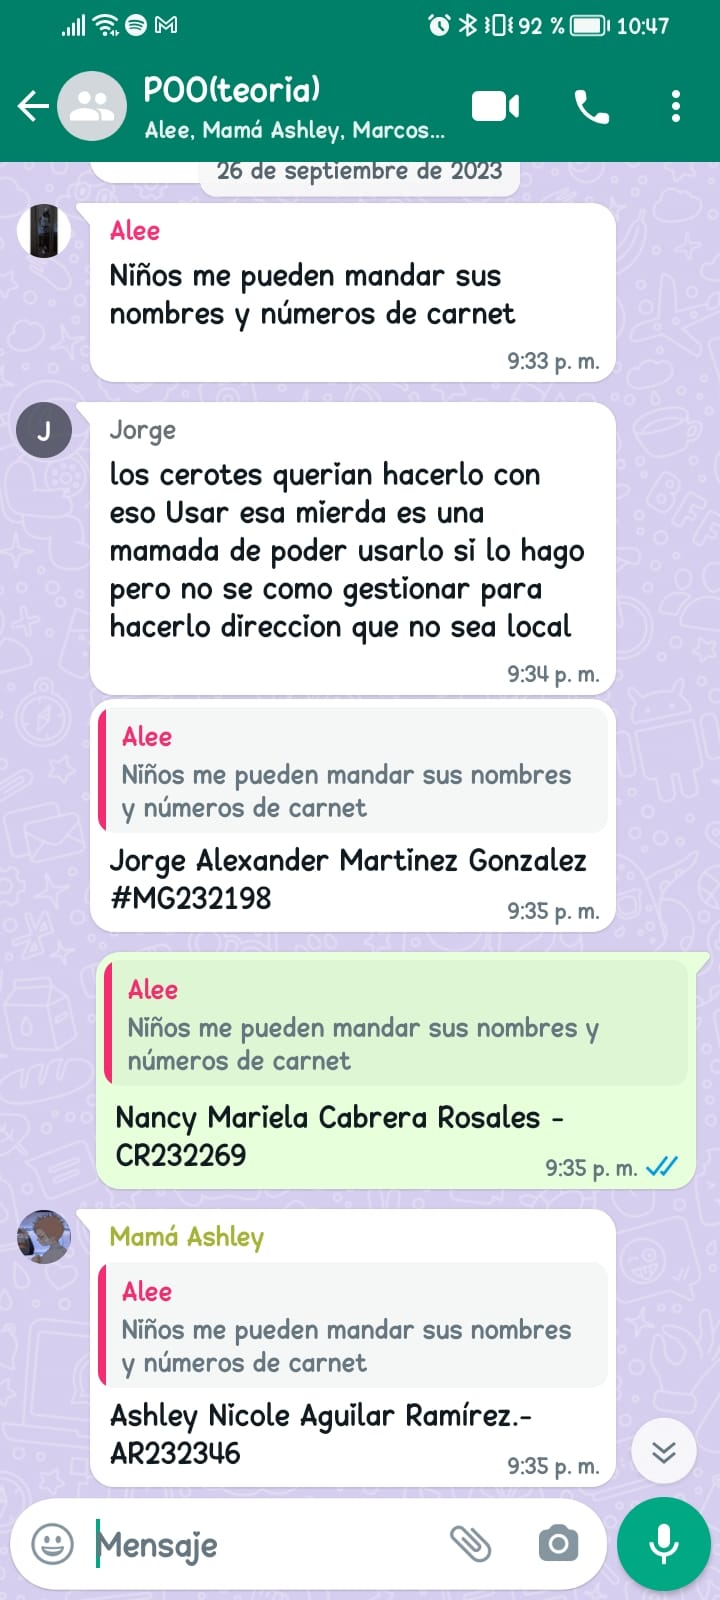 92 % 10:47
POO(teoria)
Alee, Mamá Ashley, Marcos...
26 de septiembre de 2023
Alee
Niños me pueden mandar sus
nombres y números de carnet
9:33 p. m.
J
Jorge
los cerotes querian hacerlo con
eso Usar esa mierda es una
mamada de poder usarlo si lo hago
pero no se como gestionar para
hacerlo direccion que no sea local
9:34 p. m.
Alee
Niños me pueden mandar sus nombres
y números de carnet
Jorge Alexander Martinez Gonzalez
#MG232198
9:35 p. m.
Alee
Niños me pueden mandar sus nombres y
números de carnet
Nancy Mariela Cabrera Rosales -
CR232269
9:35 p. m.
Mamá Ashley
Alee
Niños me pueden mandar sus nombres
y números de carnet
Ashley Nicole Aguilar Ramírez.-
AR232346
9:35 p. m.
Mensaje